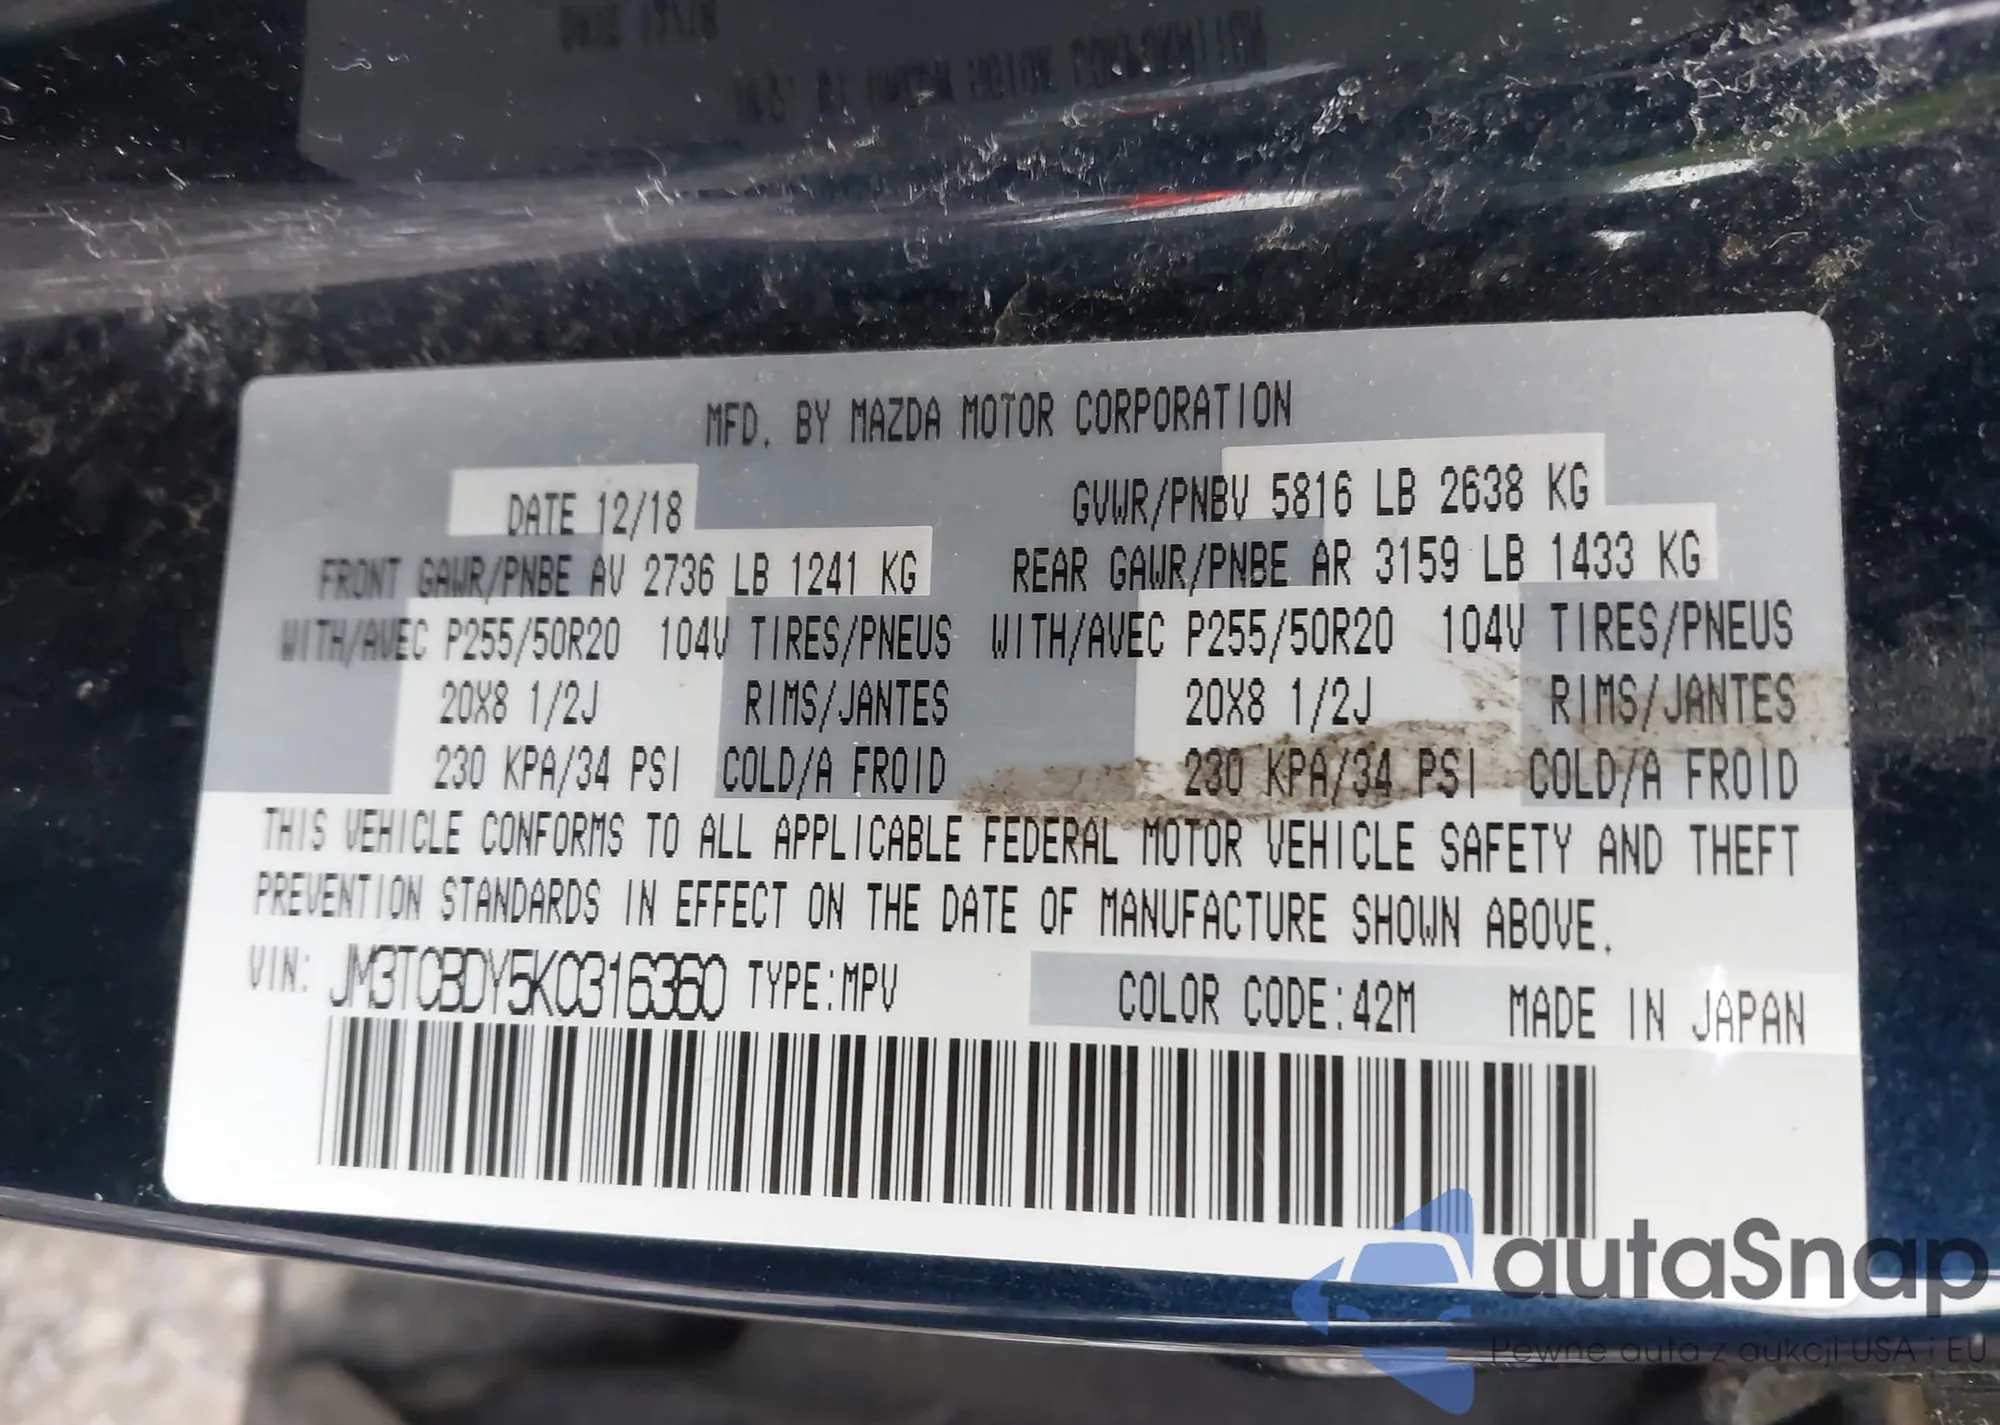 MFD. BY MAZDA MOTOR CORPORATION
DATE 12/18 GVWR/PNBV 5816 LB 2638 KG
FRONT GAWR/PNBE AV 2736 LB 1241 KG REAR GAWR/PNBE AR 3159 LB 1433 KG
WITH/AVEC P255/50R20 104V TIRES/PNEUS WITH/AVEC P255/50R20 104V TIRES/PNEUS
20X8 1/2J RIMS/JANTES 20X8 1/2J RIMS/JANTES
230 KPA/34 PSI COLD/A FROID 230 KPA/34 PSI COLD/A FROID
THIS VEHICLE CONFORMS TO ALL APPLICABLE FEDERAL MOTOR VEHICLE SAFETY AND THEFT
PREVENTION STANDARDS IN EFFECT ON THE DATE OF MANUFACTURE SHOWN ABOVE.
VIN: JM3TCBDY5K0316360 TYPE:MPV COLOR CODE:42M MADE IN JAPAN
autaSnap
Pewne auta z aukcji USA i EU